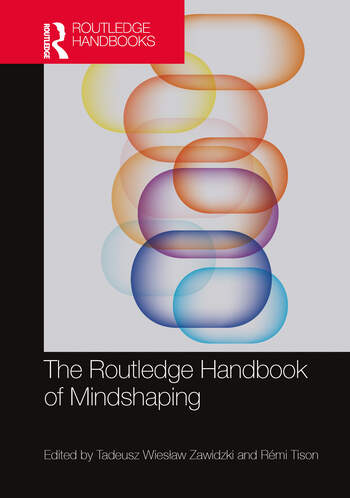 ROUTLEDGE
ROUTLEDGE
HANDBOOKS
The Routledge Handbook
of Mindshaping
Edited by Tadeusz Wiesław Zawidzki and Rémi Tison